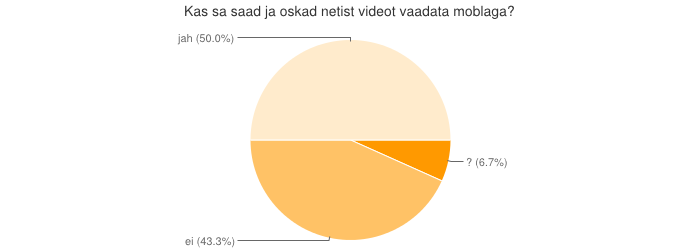 Kas sa saad ja oskad netist videot vaadata moblaga?
jah (50.0%)
? (6.7%)
ei (43.3%)